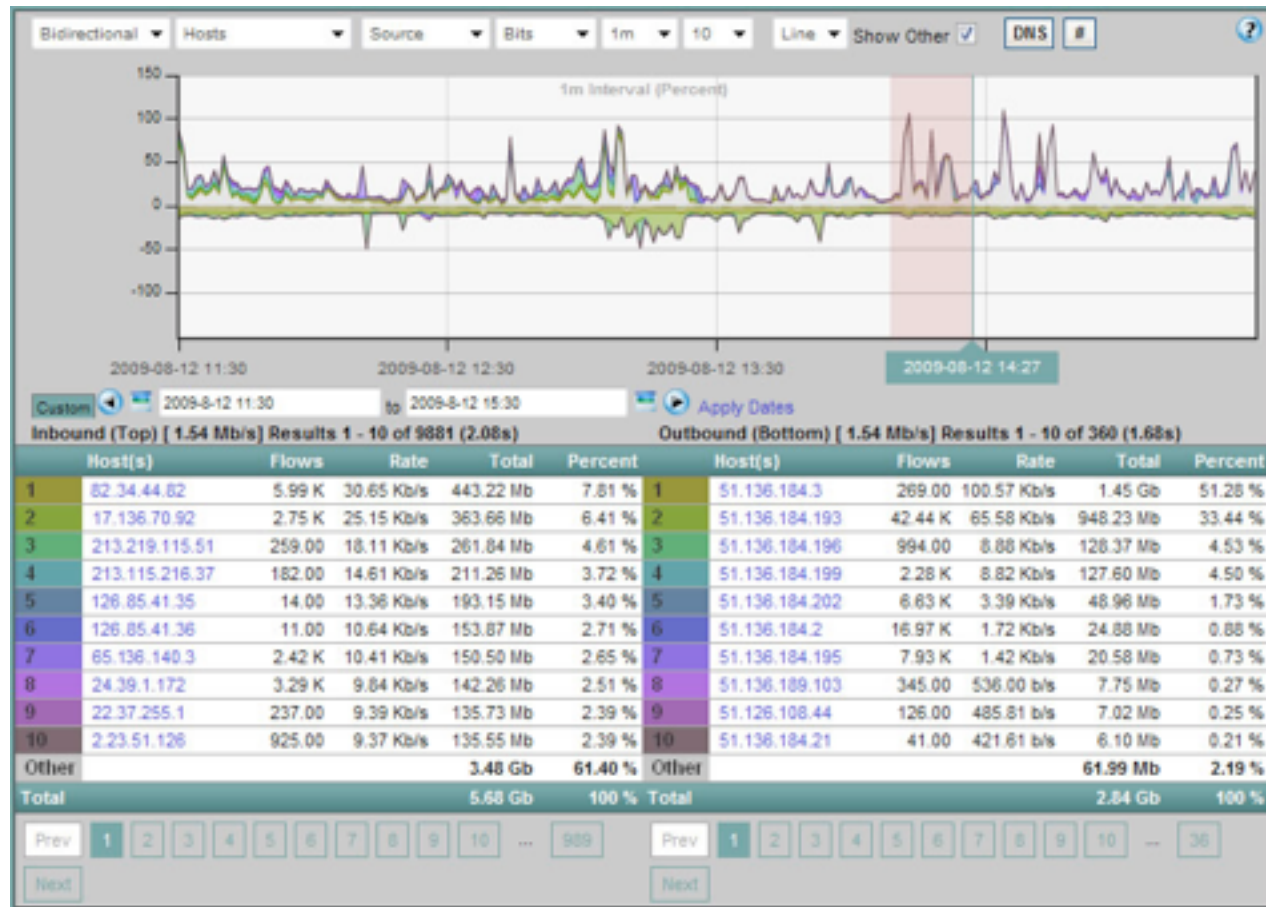 Bidirectional Hosts Source Bits 1m 10 Line Show Other DNS # ?
1m Interval (Percent)
150
100
50
0
-50
-100
2009-08-12 11:30 2009-08-12 12:30 2009-08-12 13:30 2009-08-12 14:27
Custom 2009-8-12 11:30 to 2009-8-12 15:30 Apply Dates
Inbound (Top) [ 1.54 Mb/s] Results 1 - 10 of 9881 (2.08s) Outbound (Bottom) [ 1.54 Mb/s] Results 1 - 10 of 360 (1.68s)
Host(s) Flows Rate Total Percent Host(s) Flows Rate Total Percent
1 82.34.44.82 5.99 K 30.65 Kb/s 443.22 Mb 7.81 % 1 51.136.184.3 269.00 100.57 Kb/s 1.45 Gb 51.28 %
2 17.136.70.92 2.75 K 25.15 Kb/s 363.66 Mb 6.41 % 2 51.136.184.193 42.44 K 65.58 Kb/s 948.23 Mb 33.44 %
3 213.219.115.51 259.00 18.11 Kb/s 261.84 Mb 4.61 % 3 51.136.184.196 994.00 8.88 Kb/s 128.37 Mb 4.53 %
4 213.115.216.37 182.00 14.61 Kb/s 211.26 Mb 3.72 % 4 51.136.184.199 2.28 K 8.82 Kb/s 127.60 Mb 4.50 %
5 126.85.41.35 14.00 13.36 Kb/s 193.15 Mb 3.40 % 5 51.136.184.202 6.63 K 3.39 Kb/s 48.96 Mb 1.73 %
6 126.85.41.36 11.00 10.64 Kb/s 153.87 Mb 2.71 % 6 51.136.184.2 16.97 K 1.72 Kb/s 24.88 Mb 0.88 %
7 65.136.140.3 2.42 K 10.41 Kb/s 150.50 Mb 2.65 % 7 51.136.184.195 7.93 K 1.42 Kb/s 20.58 Mb 0.73 %
8 24.39.1.172 3.29 K 9.84 Kb/s 142.26 Mb 2.51 % 8 51.136.189.103 345.00 536.00 b/s 7.75 Mb 0.27 %
9 22.37.255.1 237.00 9.39 Kb/s 135.73 Mb 2.39 % 9 51.126.108.44 126.00 485.81 b/s 7.02 Mb 0.25 %
10 2.23.51.126 925.00 9.37 Kb/s 135.55 Mb 2.39 % 10 51.136.184.21 41.00 421.61 b/s 6.10 Mb 0.21 %
Other 3.48 Gb 61.40 % Other 61.99 Mb 2.19 %
Total 5.68 Gb 100 % Total 2.84 Gb 100 %
Prev 1 2 3 4 5 6 7 8 9 10 ... 989 Prev 1 2 3 4 5 6 7 8 9 10 ... 36
Next Next